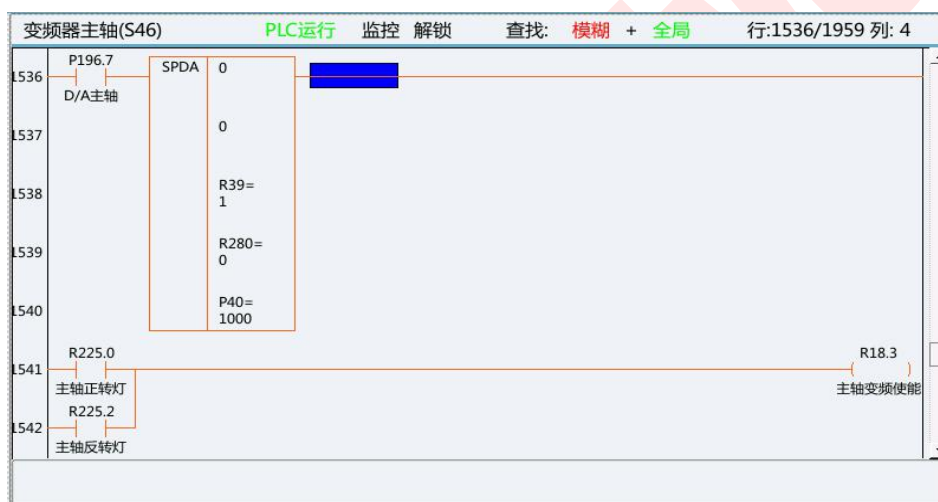 变频器主轴(S46) PLC运行 监控 解锁 查找: 模糊 + 全局 行:1536/1959 列: 4
P196.7 SPDA 0
1536
D/A主轴
1537 0
1538 R39=
1
1539 R280=
0
1540 P40=
1000
R225.0 R18.3
1541
主轴正转灯 主轴变频使能
R225.2
1542
主轴反转灯